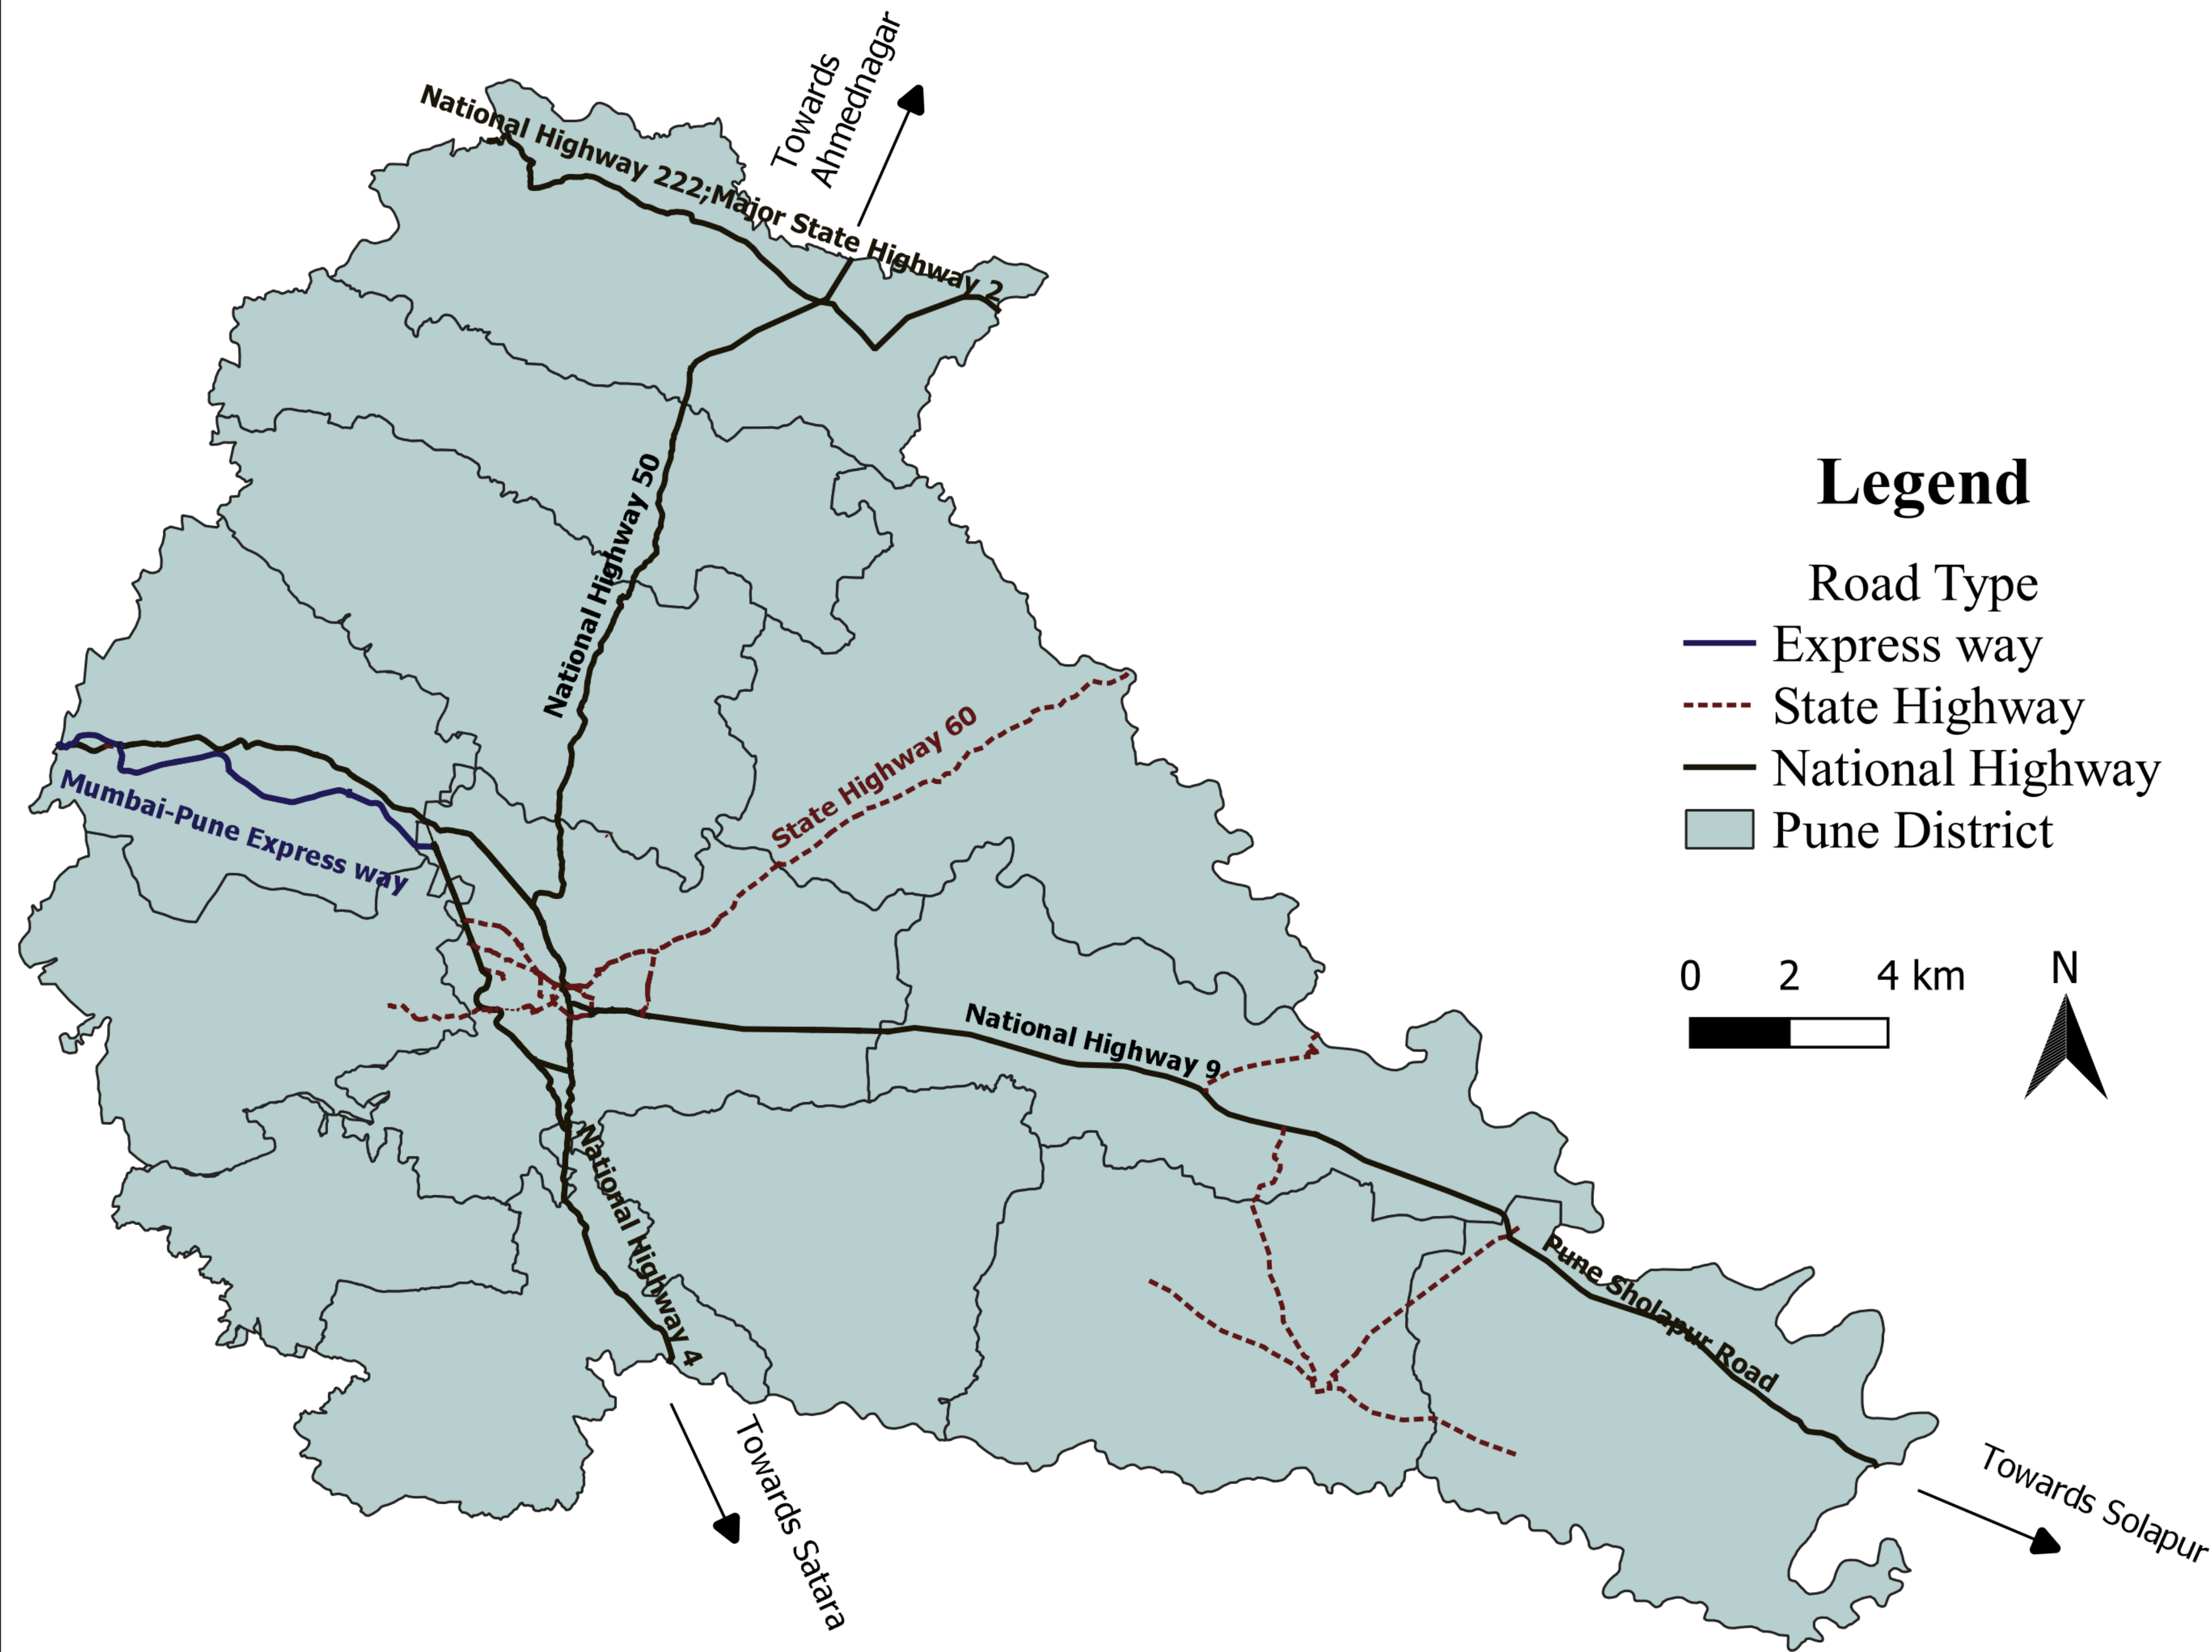 Towards
Ahmednagar
National Highway 222;Major State Highway 2
National Highway 50
State Highway 60
Mumbai-Pune Express way
National Highway 9
National Highway 4
Pune Sholapur Road
Towards Satara
Towards Solapur
Legend
Road Type
Express way
State Highway
National Highway
Pune District
0 2 4 km
N